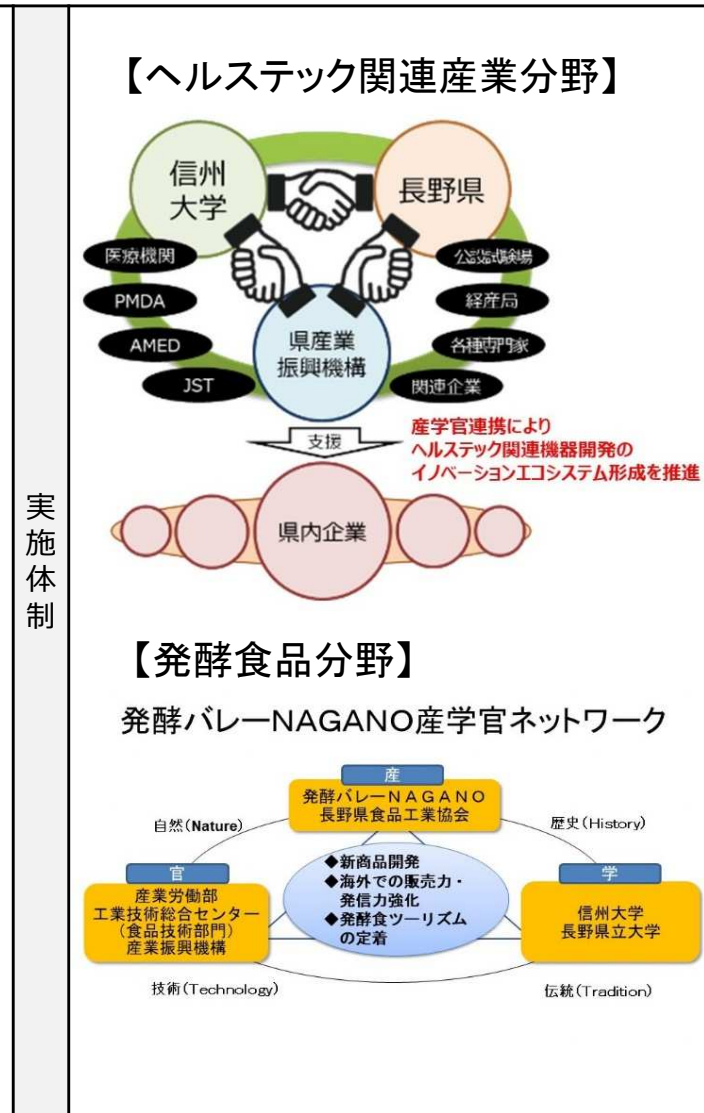 実施体制
【ヘルステック関連産業分野】
信州
大学
長野県
医療機関
PMDA
AMED
JST
公設試験場
経産局
各種専門家
関連企業
県産業
振興機構
支援
産学官連携により
ヘルステック関連機器開発の
イノベーションエコシステム形成を推進
県内企業
【発酵食品分野】
発酵バレーNAGANO産学官ネットワーク
産
発酵バレーNAGANO
長野県食品工業協会
自然(Nature)
歴史(History)
官
産業労働部
工業技術総合センター
(食品技術部門)
産業振興機構
◆新商品開発
◆海外での販売力・
発信力強化
◆発酵食ツーリズム
の定着
学
信州大学
長野県立大学
技術(Technology)
伝統(Tradition)